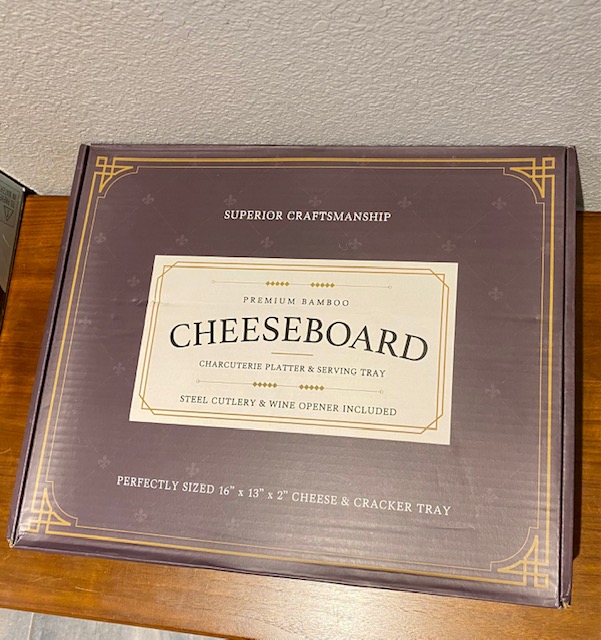 SUPERIOR CRAFTSMANSHIP
PREMIUM BAMBOO
CHEESEBOARD
CHARCUTERIE PLATTER & SERVING TRAY
STEEL CUTLERY & WINE OPENER INCLUDED
PERFECTLY SIZED 16” x 13” x 2” CHEESE & CRACKER TRAY